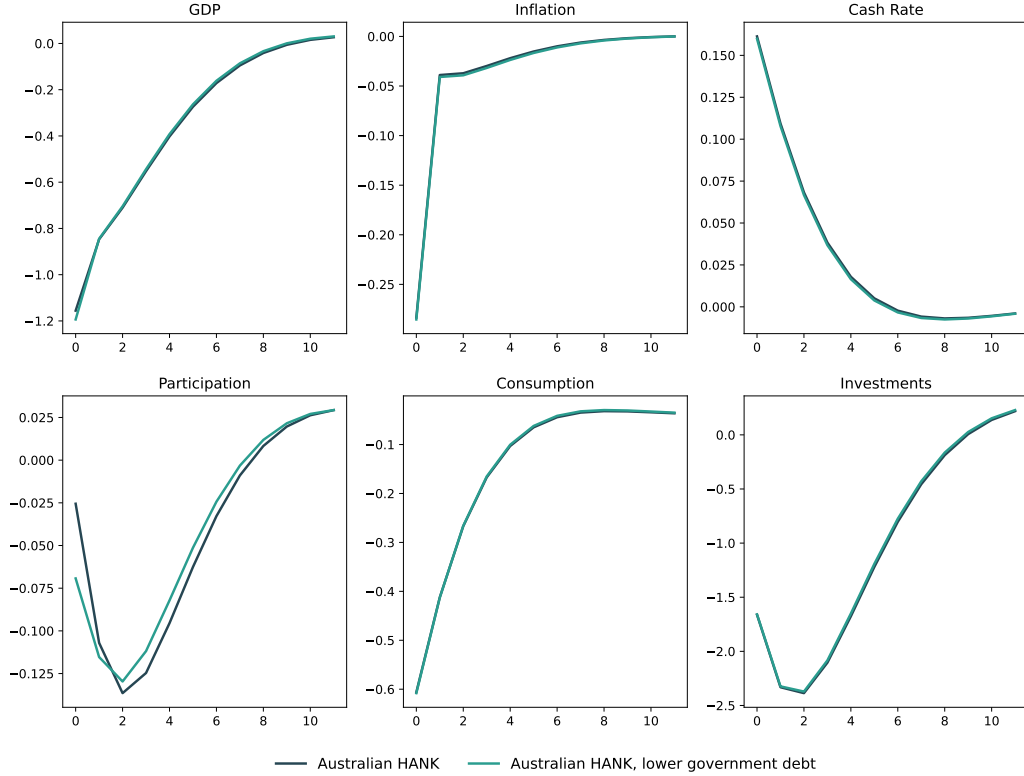 GDP
Inflation
Cash Rate
0.0
−0.2
−0.4
−0.6
−0.8
−1.0
−1.2
0 2 4 6 8 10
0.00
−0.05
−0.10
−0.15
−0.20
−0.25
0 2 4 6 8 10
0.150
0.125
0.100
0.075
0.050
0.025
0.000
0 2 4 6 8 10
Participation
Consumption
Investments
0.025
0.000
−0.025
−0.050
−0.075
−0.100
−0.125
0 2 4 6 8 10
−0.1
−0.2
−0.3
−0.4
−0.5
−0.6
0 2 4 6 8 10
0.0
−0.5
−1.0
−1.5
−2.0
−2.5
0 2 4 6 8 10
Australian HANK
Australian HANK, lower government debt